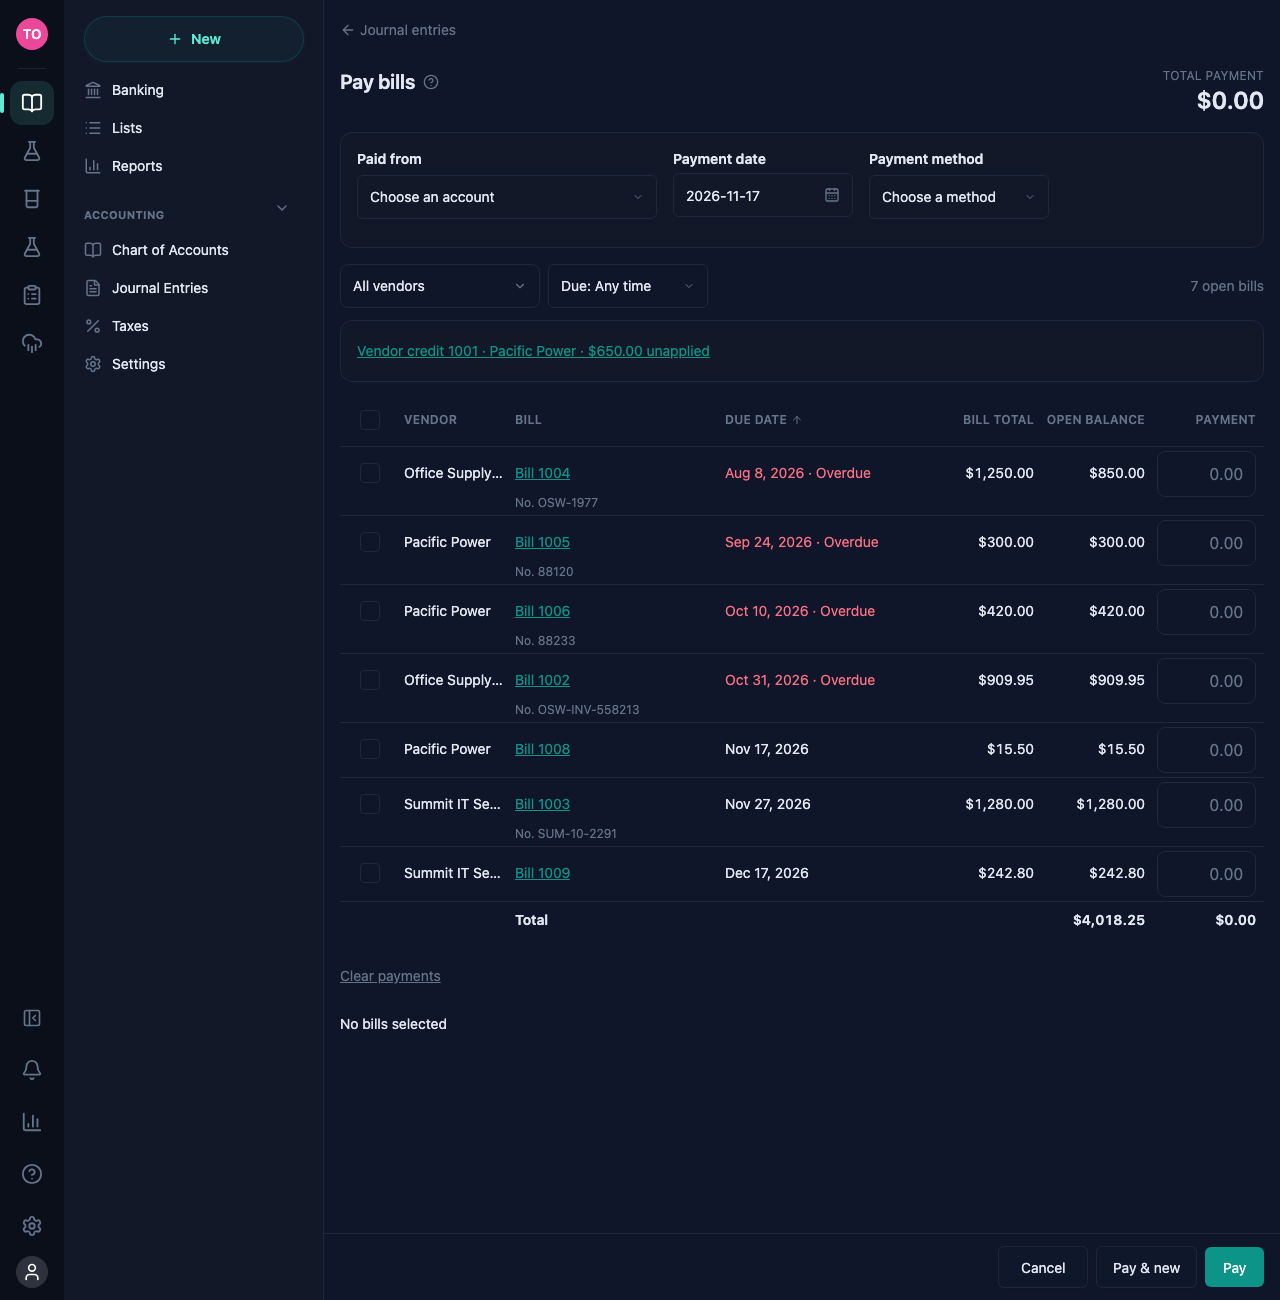 TO
New
Banking
Lists
Reports
ACCOUNTING
Chart of Accounts
Journal Entries
Taxes
Settings
Journal entries
Pay bills
TOTAL PAYMENT
$0.00
Paid from
Payment date
Payment method
Choose an account
2026-11-17
Choose a method
All vendors
Due: Any time
7 open bills
Vendor credit 1001 · Pacific Power · $650.00 unapplied
VENDOR BILL DUE DATE BILL TOTAL OPEN BALANCE PAYMENT
Office Supply... Bill 1004 Aug 8, 2026 · Overdue $1,250.00 $850.00 0.00
No. OSW-1977
Pacific Power Bill 1005 Sep 24, 2026 · Overdue $300.00 $300.00 0.00
No. 88120
Pacific Power Bill 1006 Oct 10, 2026 · Overdue $420.00 $420.00 0.00
No. 88233
Office Supply... Bill 1002 Oct 31, 2026 · Overdue $909.95 $909.95 0.00
No. OSW-INV-558213
Pacific Power Bill 1008 Nov 17, 2026 $15.50 $15.50 0.00
Summit IT Se... Bill 1003 Nov 27, 2026 $1,280.00 $1,280.00 0.00
No. SUM-10-2291
Summit IT Se... Bill 1009 Dec 17, 2026 $242.80 $242.80 0.00
Total $4,018.25 $0.00
Clear payments
No bills selected
Cancel
Pay & new
Pay